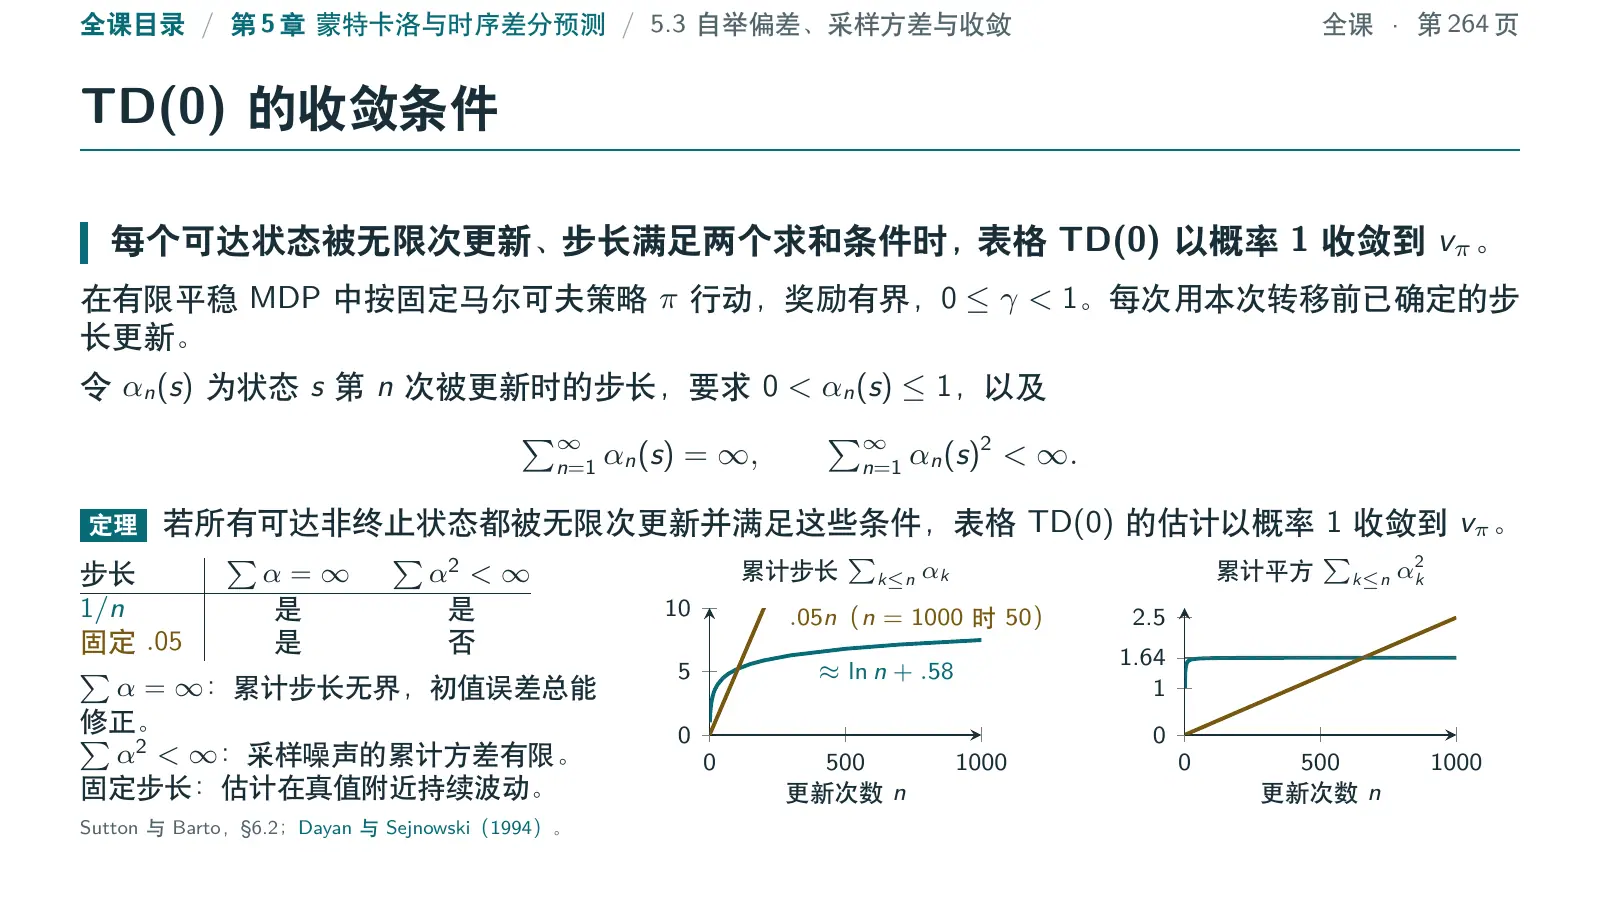 全课目录 / 第 5 章 蒙特卡洛与时序差分预测 / 5.3 自举偏差、采样方差与收敛
全课 · 第 264 页
TD(0) 的收敛条件
每个可达状态被无限次更新、步长满足两个求和条件时，表格 TD(0) 以概率 1 收敛到 v_π。
在有限平稳 MDP 中按固定马尔可夫策略 π 行动，奖励有界，0 ≤ γ < 1。每次用本次转移前已确定的步
长更新。
令 α_n(s) 为状态 s 第 n 次被更新时的步长，要求 0 < α_n(s) ≤ 1，以及
∑_{n=1}^{∞} α_n(s) = ∞, ∑_{n=1}^{∞} α_n(s)^2 < ∞.
定理 若所有可达非终止状态都被无限次更新并满足这些条件，表格 TD(0) 的估计以概率 1 收敛到 v_π。
步长 ∑ α = ∞ ∑ α^2 < ∞
1/n 是 是
固定 .05 是 否
∑ α = ∞：累计步长无界，初值误差总能
修正。
∑ α^2 < ∞：采样噪声的累计方差有限。
固定步长：估计在真值附近持续波动。
Sutton 与 Barto，§6.2；Dayan 与 Sejnowski（1994）。
累计步长 ∑_{k≤n} α_k
10
5
0
.05n（n = 1000 时 50）
≈ ln n + .58
0 500 1000
更新次数 n
累计平方 ∑_{k≤n} α_k^2
2.5
1.64
1
0
0 500 1000
更新次数 n